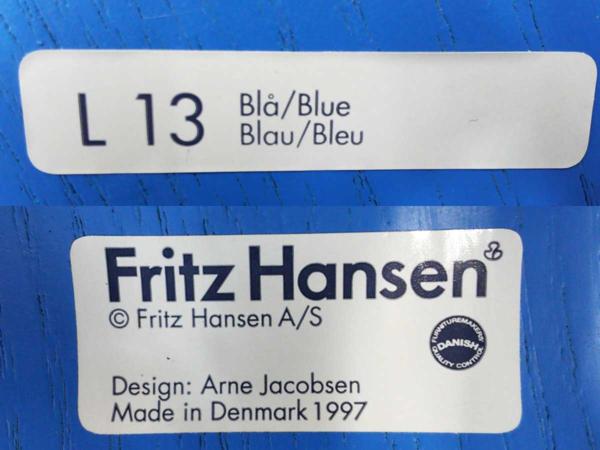 L 13
Blå/Blue
Blau/Bleu
Fritz Hansen
© Fritz Hansen A/S
FURNITUREMAKERS
DANISH
QUALITY CONTROL
Design: Arne Jacobsen
Made in Denmark 1997